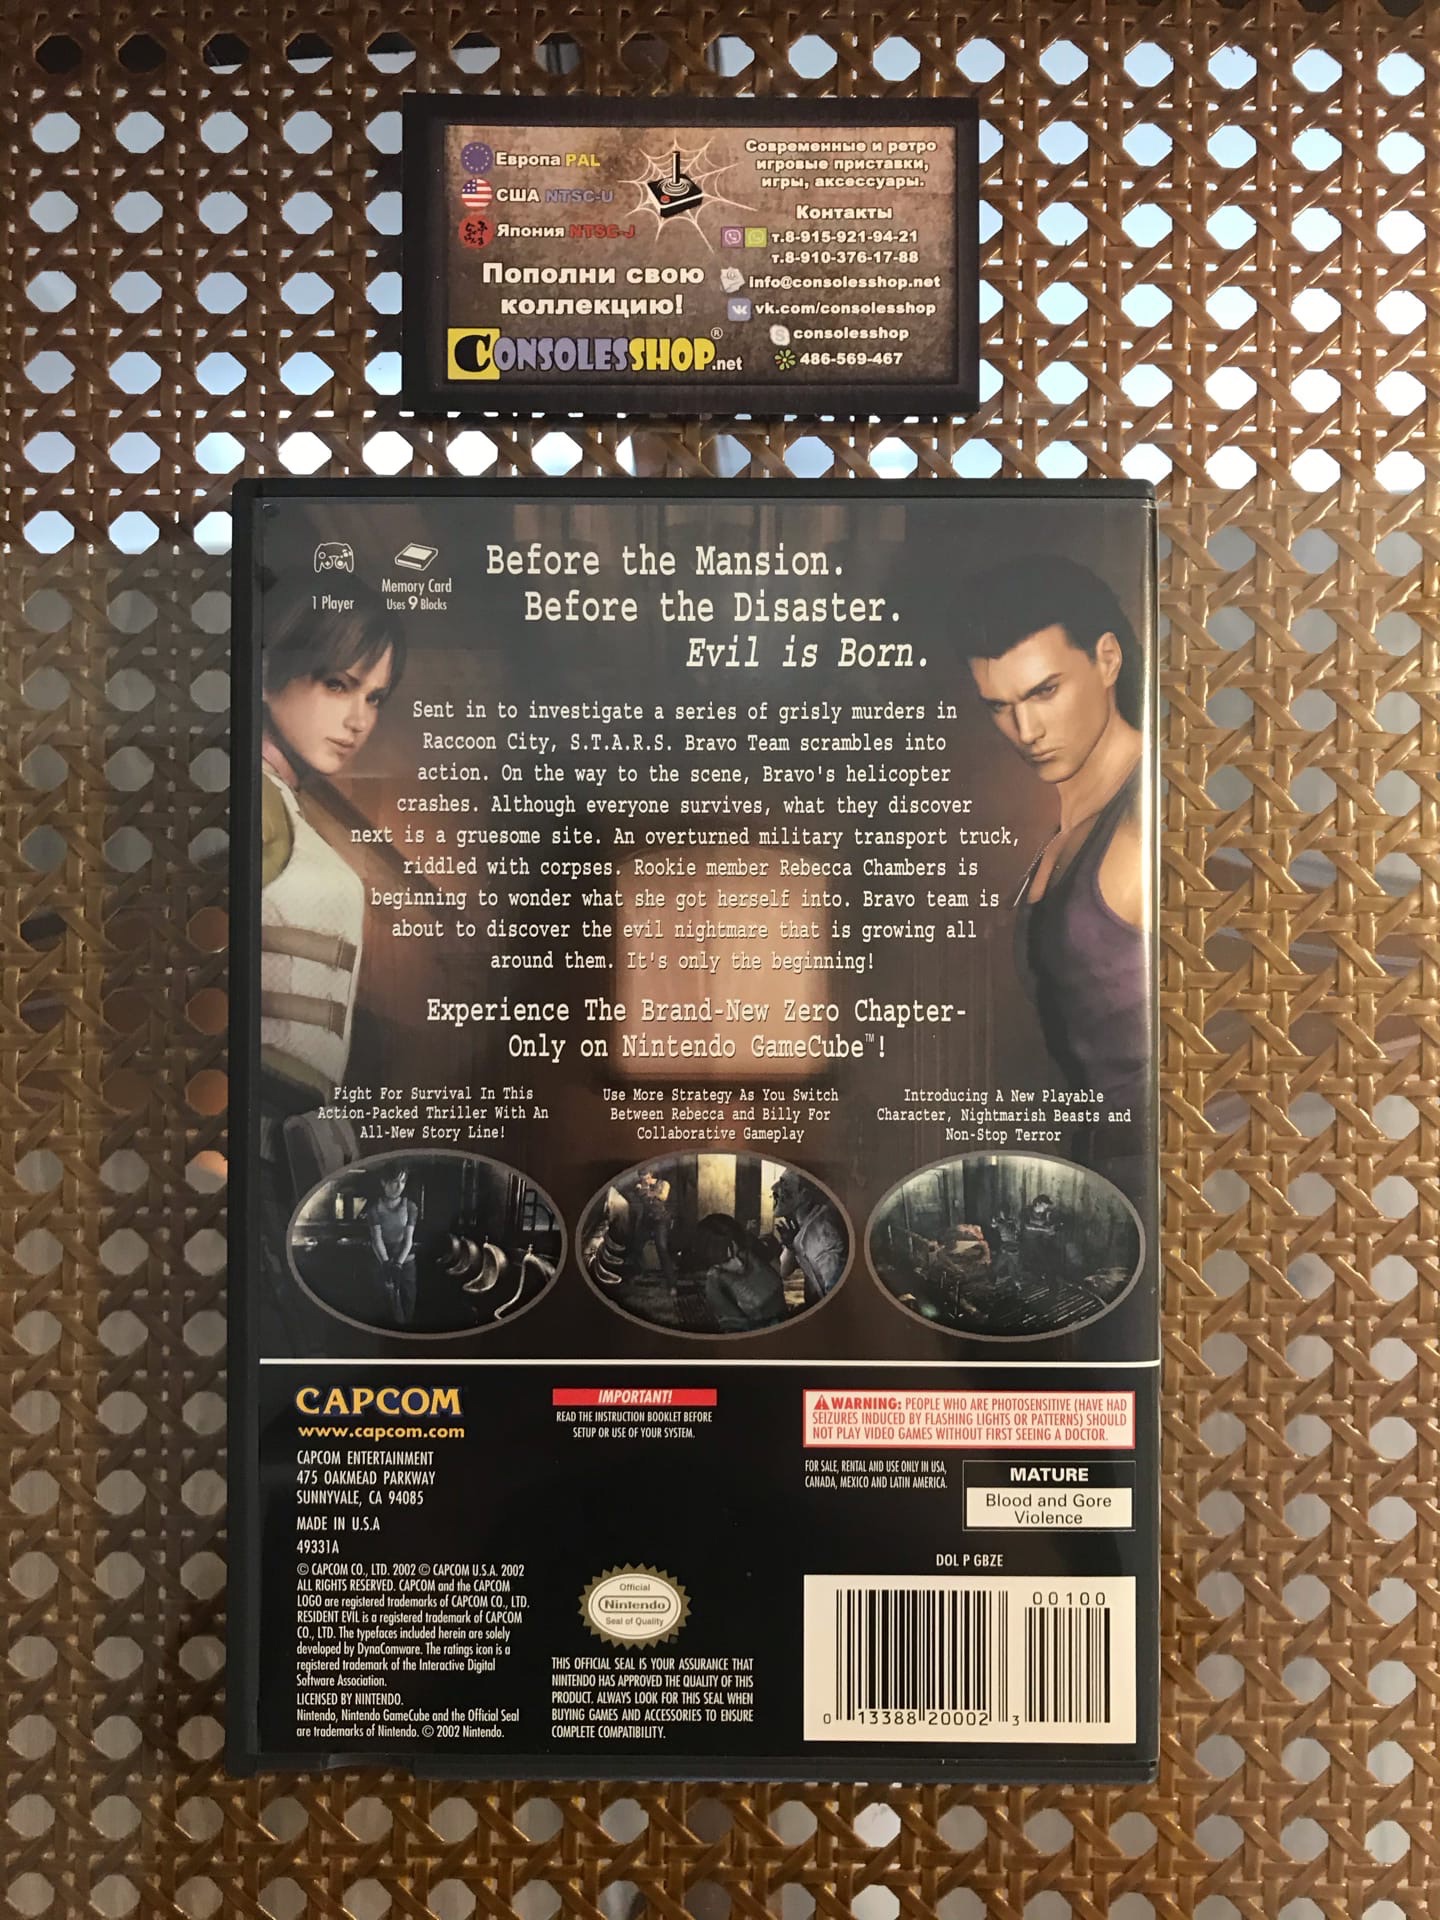 Европа PAL
США NTSC-U
Япония NTSC-J
Пополни свою
коллекцию!
CONSOLESSHOP.net
®
Современные и ретро
игровые приставки,
игры, аксессуары.
Контакты
т.8-915-921-94-21
т.8-910-376-17-88
info@consolesshop.net
vk.com/consolesshop
consolesshop
486-569-467
1 Player
Memory Card
Uses 9 Blocks
Before the Mansion.
Before the Disaster.
Evil is Born.
Sent in to investigate a series of grisly murders in
Raccoon City, S.T.A.R.S. Bravo Team scrambles into
action. On the way to the scene, Bravo's helicopter
crashes. Although everyone survives, what they discover
next is a gruesome site. An overturned military transport truck,
riddled with corpses. Rookie member Rebecca Chambers is
beginning to wonder what she got herself into. Bravo team is
about to discover the evil nightmare that is growing all
around them. It's only the beginning!
Experience The Brand-New Zero Chapter-
Only on Nintendo GameCube™!
Fight For Survival In This
Action-Packed Thriller With An
All-New Story Line!
Use More Strategy As You Switch
Between Rebecca and Billy For
Collaborative Gameplay
Introducing A New Playable
Character, Nightmarish Beasts and
Non-Stop Terror
CAPCOM
www.capcom.com
CAPCOM ENTERTAINMENT
475 OAKMEAD PARKWAY
SUNNYVALE, CA 94085
MADE IN U.S.A
49331A
© CAPCOM CO., LTD. 2002 © CAPCOM U.S.A. 2002
ALL RIGHTS RESERVED. CAPCOM and the CAPCOM
LOGO are registered trademarks of CAPCOM CO., LTD.
RESIDENT EVIL is a registered trademark of CAPCOM
CO., LTD. The typefaces included herein are solely
developed by DynaComware. The ratings icon is a
registered trademark of the Interactive Digital
Software Association.
LICENSED BY NINTENDO.
Nintendo, Nintendo GameCube and the Official Seal
are trademarks of Nintendo. © 2002 Nintendo.
IMPORTANT!
READ THE INSTRUCTION BOOKLET BEFORE
SETUP OR USE OF YOUR SYSTEM.
Official
Nintendo
Seal of Quality
THIS OFFICIAL SEAL IS YOUR ASSURANCE THAT
NINTENDO HAS APPROVED THE QUALITY OF THIS
PRODUCT. ALWAYS LOOK FOR THIS SEAL WHEN
BUYING GAMES AND ACCESSORIES TO ENSURE
COMPLETE COMPATIBILITY.
WARNING: PEOPLE WHO ARE PHOTOSENSITIVE (HAVE HAD
SEIZURES INDUCED BY FLASHING LIGHTS OR PATTERNS) SHOULD
NOT PLAY VIDEO GAMES WITHOUT FIRST SEEING A DOCTOR.
FOR SALE, RENTAL AND USE ONLY IN USA,
CANADA, MEXICO AND LATIN AMERICA.
MATURE
Blood and Gore
Violence
DOL P GBZE
00100
0 13388 20002 3